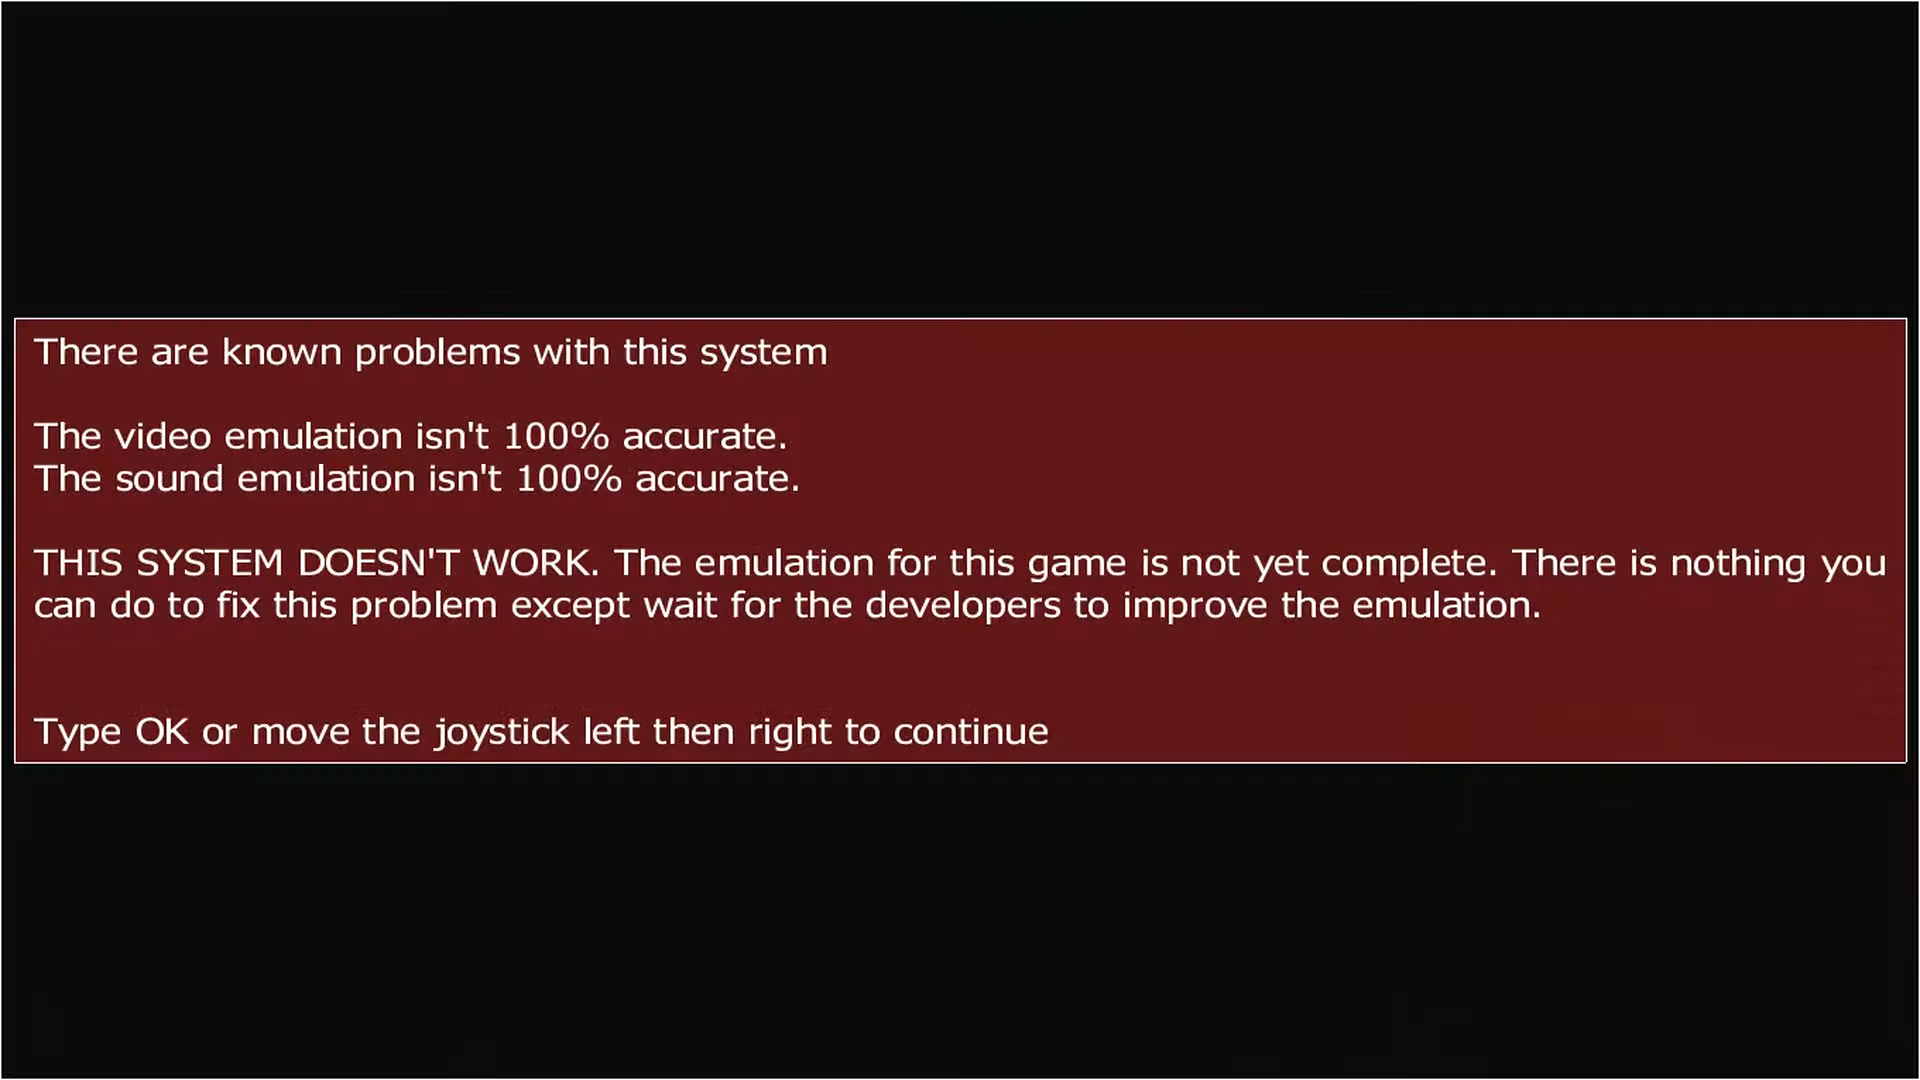 There are known problems with this system
The video emulation isn't 100% accurate.
The sound emulation isn't 100% accurate.
THIS SYSTEM DOESN'T WORK. The emulation for this game is not yet complete. There is nothing you
can do to fix this problem except wait for the developers to improve the emulation.
Type OK or move the joystick left then right to continue